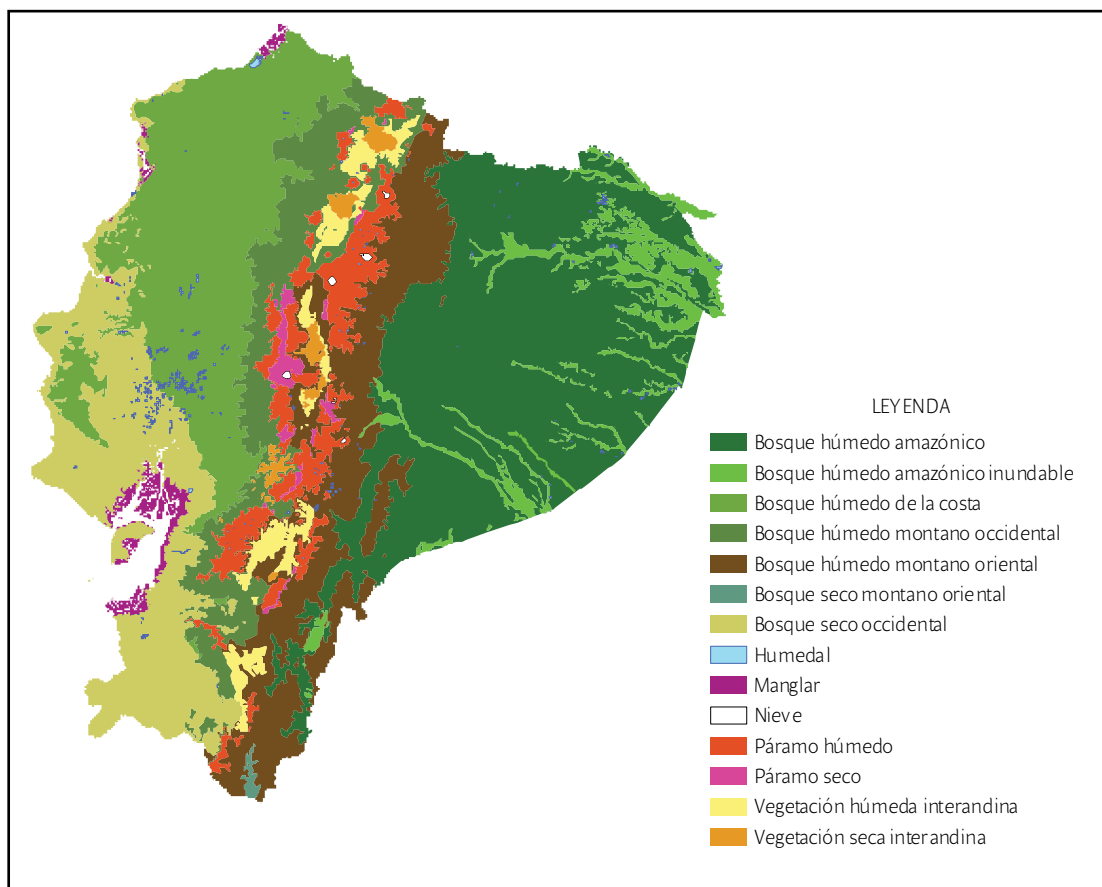 LEYENDA
Bosque húmedo amazónico
Bosque húmedo amazónico inundable
Bosque húmedo de la costa
Bosque húmedo montano occidental
Bosque húmedo montano oriental
Bosque seco montano oriental
Bosque seco occidental
Humedal
Manglar
Nieve
Páramo húmedo
Páramo seco
Vegetación húmeda interandina
Vegetación seca interandina